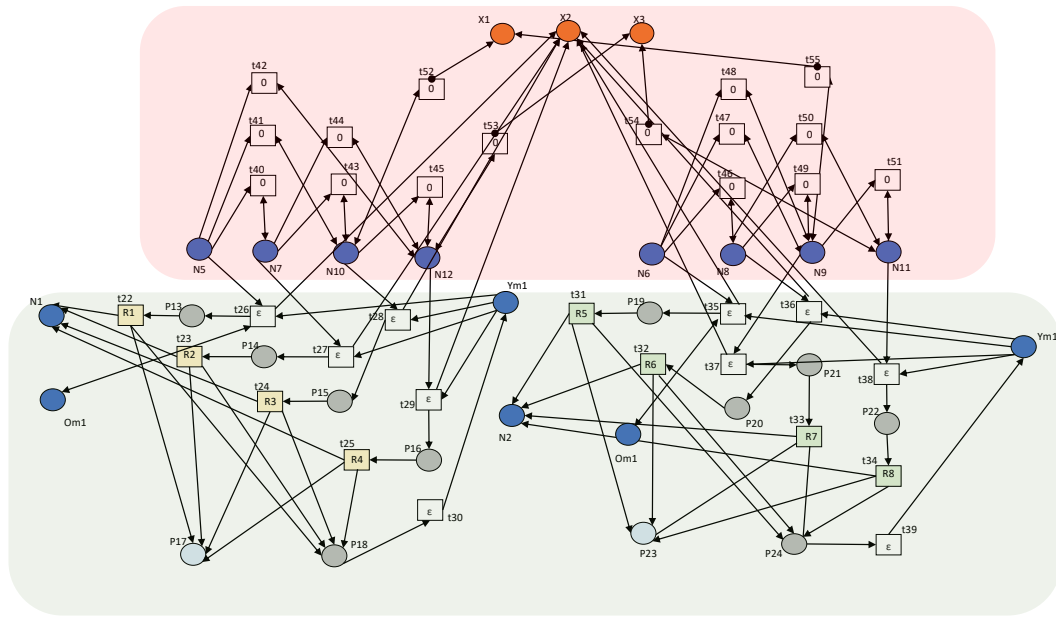 X1
X2
X3
t42
0
t52
0
t48
0
t55
0
t41
0
t44
0
t53
0
t54
0
t47
0
t50
0
t40
0
t43
0
t45
0
t46
0
t49
0
t51
0
N5
N7
N10
N12
N6
N8
N9
N11
N1
t22
R1
P13
t26
ε
t28
ε
Ym1
t31
R5
P19
t35
ε
t36
ε
Ym1
t23
R2
P14
t27
ε
t32
R6
t37
ε
P21
t38
ε
Om1
t24
R3
P15
t29
ε
N2
Om1
P20
t33
R7
P22
t25
R4
P16
t34
R8
ε
t30
P17
P18
P23
P24
ε
t39